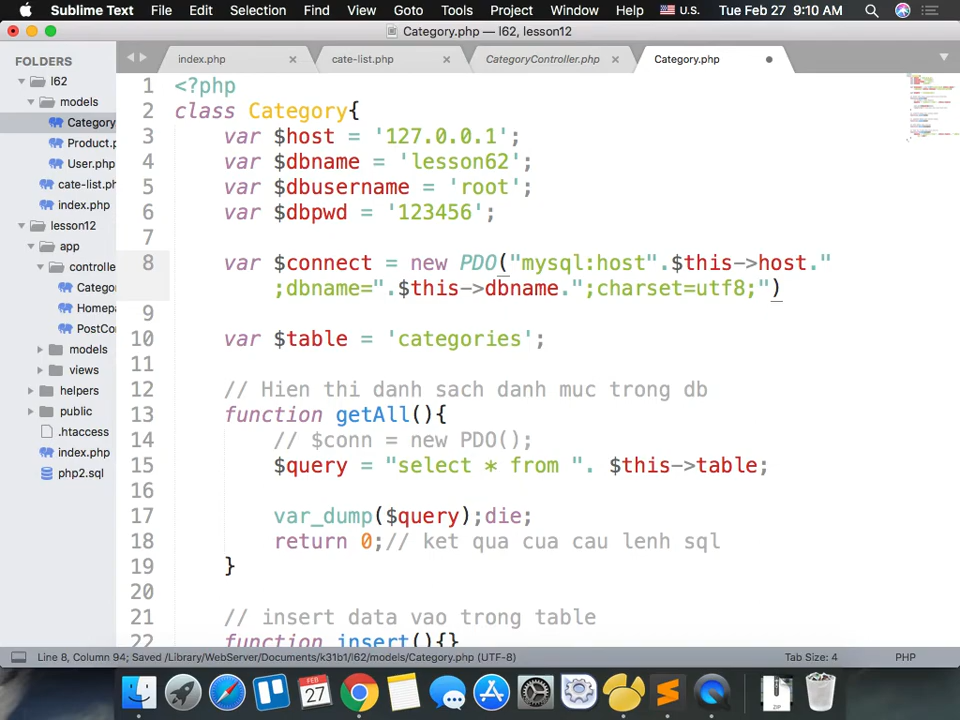 Sublime Text File Edit Selection Find View Goto Tools Project Window Help U.S. Tue Feb 27 9:10 AM
Category.php — l62, lesson12
FOLDERS
l62
models
Category
Product.p
User.php
cate-list.ph
index.php
lesson12
app
controlle
Catego
Homepa
PostCo
models
views
helpers
public
.htaccess
index.php
php2.sql
index.php
cate-list.php
CategoryController.php
Category.php
1 <?php
2 class Category{
3 var $host = '127.0.0.1';
4 var $dbname = 'lesson62';
5 var $dbusername = 'root';
6 var $dbpwd = '123456';
7
8 var $connect = new PDO("mysql:host".$this->host."
;dbname=".$this->dbname.";charset=utf8;")
9
10 var $table = 'categories';
11
12 // Hien thi danh sach danh muc trong db
13 function getAll(){
14 // $conn = new PDO();
15 $query = "select * from ". $this->table;
16
17 var_dump($query);die;
18 return 0;// ket qua cua cau lenh sql
19 }
20
21 // insert data vao trong table
22 function insert(){}
Line 8, Column 94; Saved /Library/WebServer/Documents/k31b1/l62/models/Category.php (UTF-8) Tab Size: 4 PHP
FEB
27
ZIP